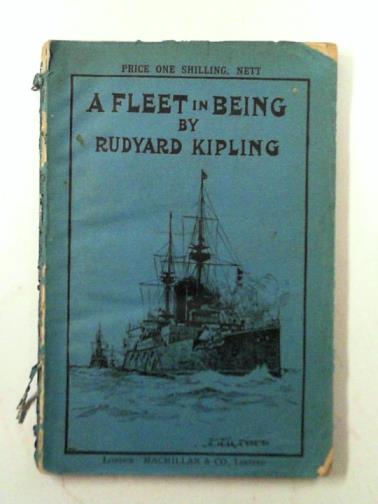 PRICE ONE SHILLING, NETT
A FLEET IN BEING
BY
RUDYARD KIPLING
London: MACMILLAN & CO., Limited